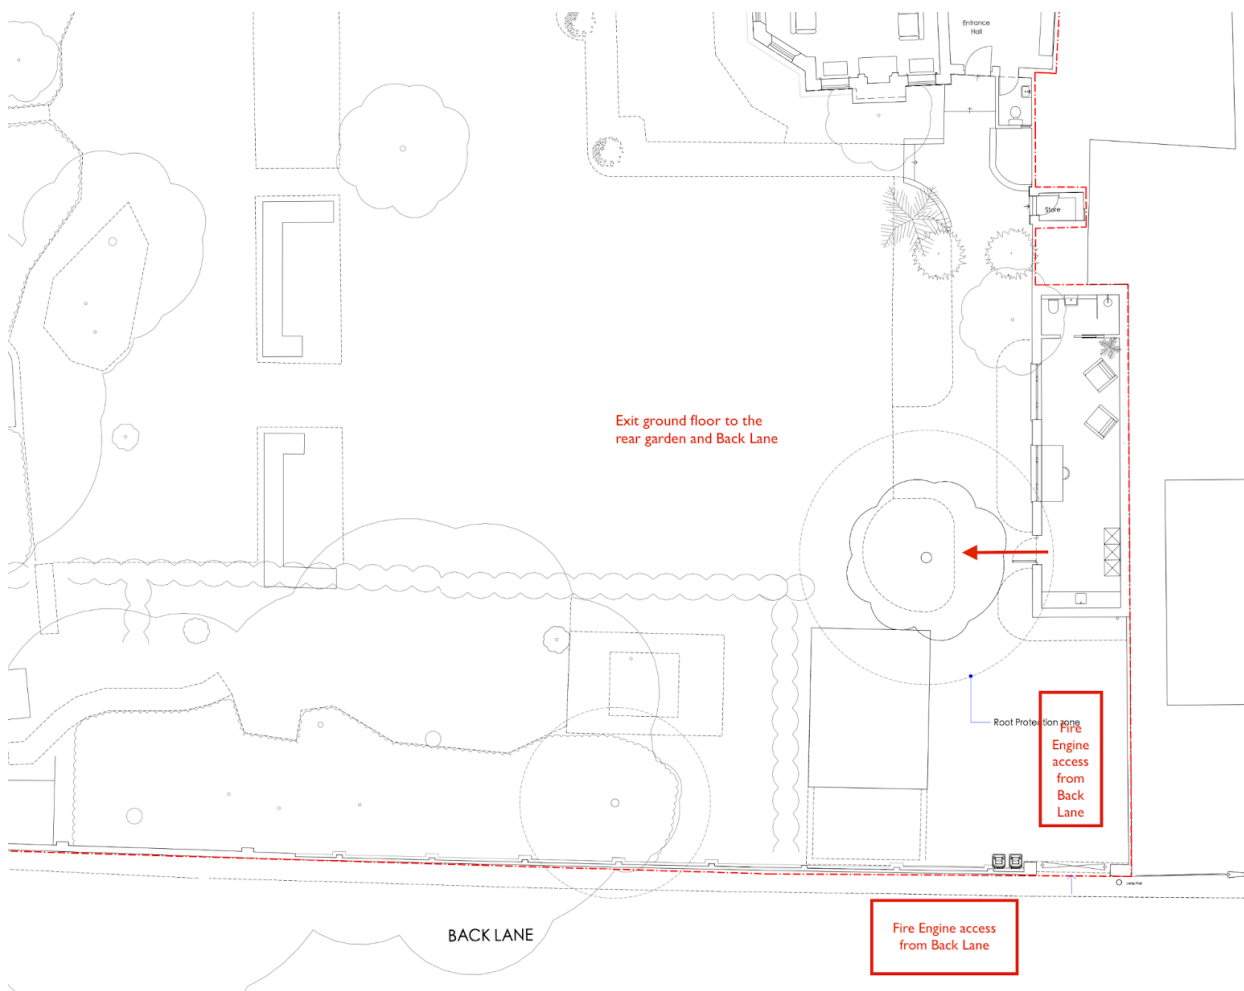 Entrance
Hall
Store
Exit ground floor to the
rear garden and Back Lane
Root Protection zone
Fire
Engine
access
from
Back
Lane
Fire Engine access
from Back Lane
BACK LANE